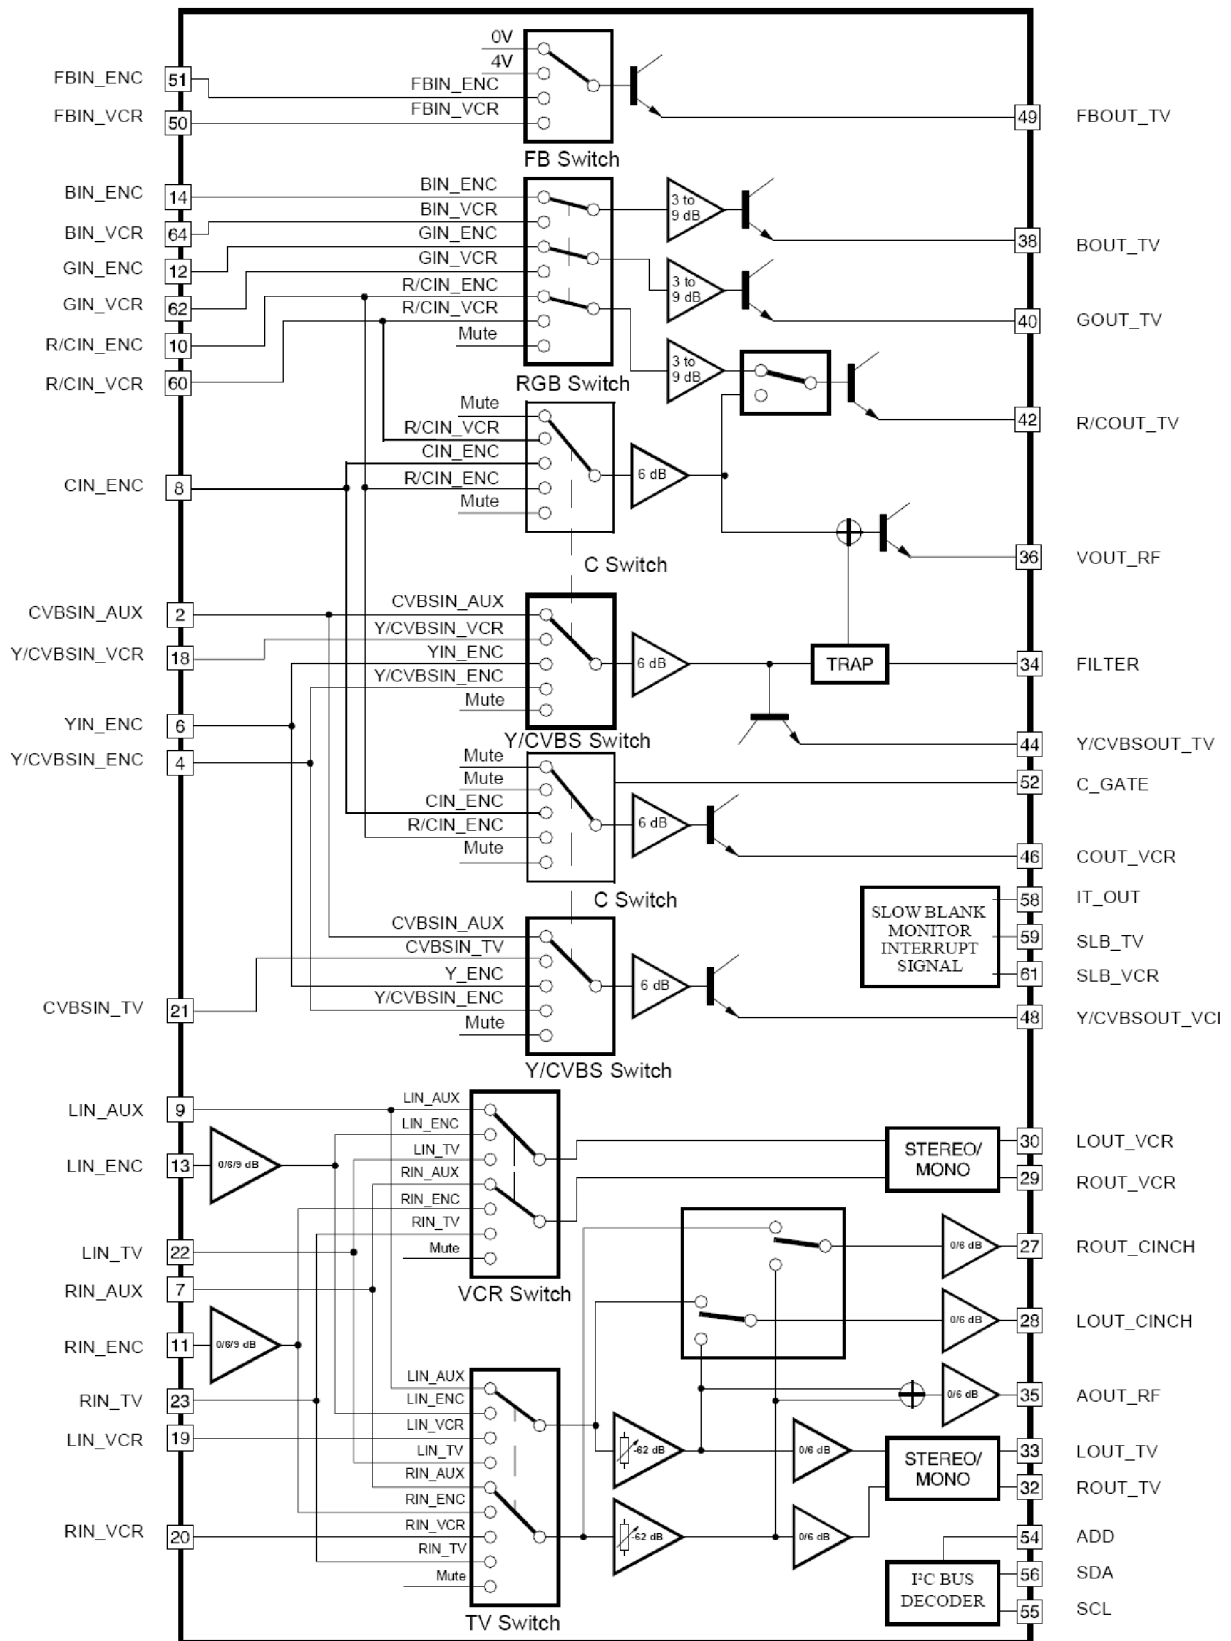 0V
4V
FBIN_ENC 51
FBIN_ENC
FBIN_VCR 50
FBIN_VCR
49 FBOUT_TV
FB Switch
BIN_ENC 14
BIN_ENC
BIN_VCR 64
BIN_VCR
GIN_ENC 12
GIN_ENC
GIN_VCR 62
GIN_VCR
R/CIN_ENC 10
R/CIN_ENC
R/CIN_VCR 60
R/CIN_VCR
Mute
3 to
9 dB
38 BOUT_TV
3 to
9 dB
40 GOUT_TV
3 to
9 dB
RGB Switch
42 R/COUT_TV
Mute
R/CIN_VCR
CIN_ENC
CIN_ENC 8
R/CIN_ENC
Mute
6 dB
C Switch
36 VOUT_RF
CVBSIN_AUX 2
CVBSIN_AUX
Y/CVBSIN_VCR 18
Y/CVBSIN_VCR
YIN_ENC
Y/CVBSIN_ENC
Mute
6 dB
TRAP
34 FILTER
YIN_ENC 6
Y/CVBSIN_ENC 4
Y/CVBS Switch
44 Y/CVBSOUT_TV
Mute
Mute
CIN_ENC
R/CIN_ENC
Mute
6 dB
52 C_GATE
46 COUT_VCR
C Switch
SLOW BLANK
MONITOR
INTERRUPT
SIGNAL
58 IT_OUT
59 SLB_TV
61 SLB_VCR
CVBSIN_AUX
CVBSIN_TV
Y_ENC
Y/CVBSIN_ENC
Mute
6 dB
CVBSIN_TV 21
48 Y/CVBSOUT_VCI
Y/CVBS Switch
LIN_AUX 9
LIN_AUX
LIN_ENC
LIN_TV
LIN_ENC 13
0/6/9 dB
RIN_AUX
RIN_ENC
RIN_TV
Mute
STEREO/
MONO
30 LOUT_VCR
29 ROUT_VCR
LIN_TV 22
RIN_AUX 7
VCR Switch
0/6 dB
27 ROUT_CINCH
RIN_ENC 11
0/6/9 dB
0/6 dB
28 LOUT_CINCH
RIN_TV 23
LIN_VCR 19
LIN_AUX
LIN_ENC
LIN_VCR
LIN_TV
RIN_AUX
RIN_ENC
RIN_VCR
RIN_TV
Mute
0/6 dB
35 AOUT_RF
-62 dB
0/6 dB
STEREO/
MONO
33 LOUT_TV
32 ROUT_TV
RIN_VCR 20
-62 dB
0/6 dB
TV Switch
I²C BUS
DECODER
54 ADD
56 SDA
55 SCL